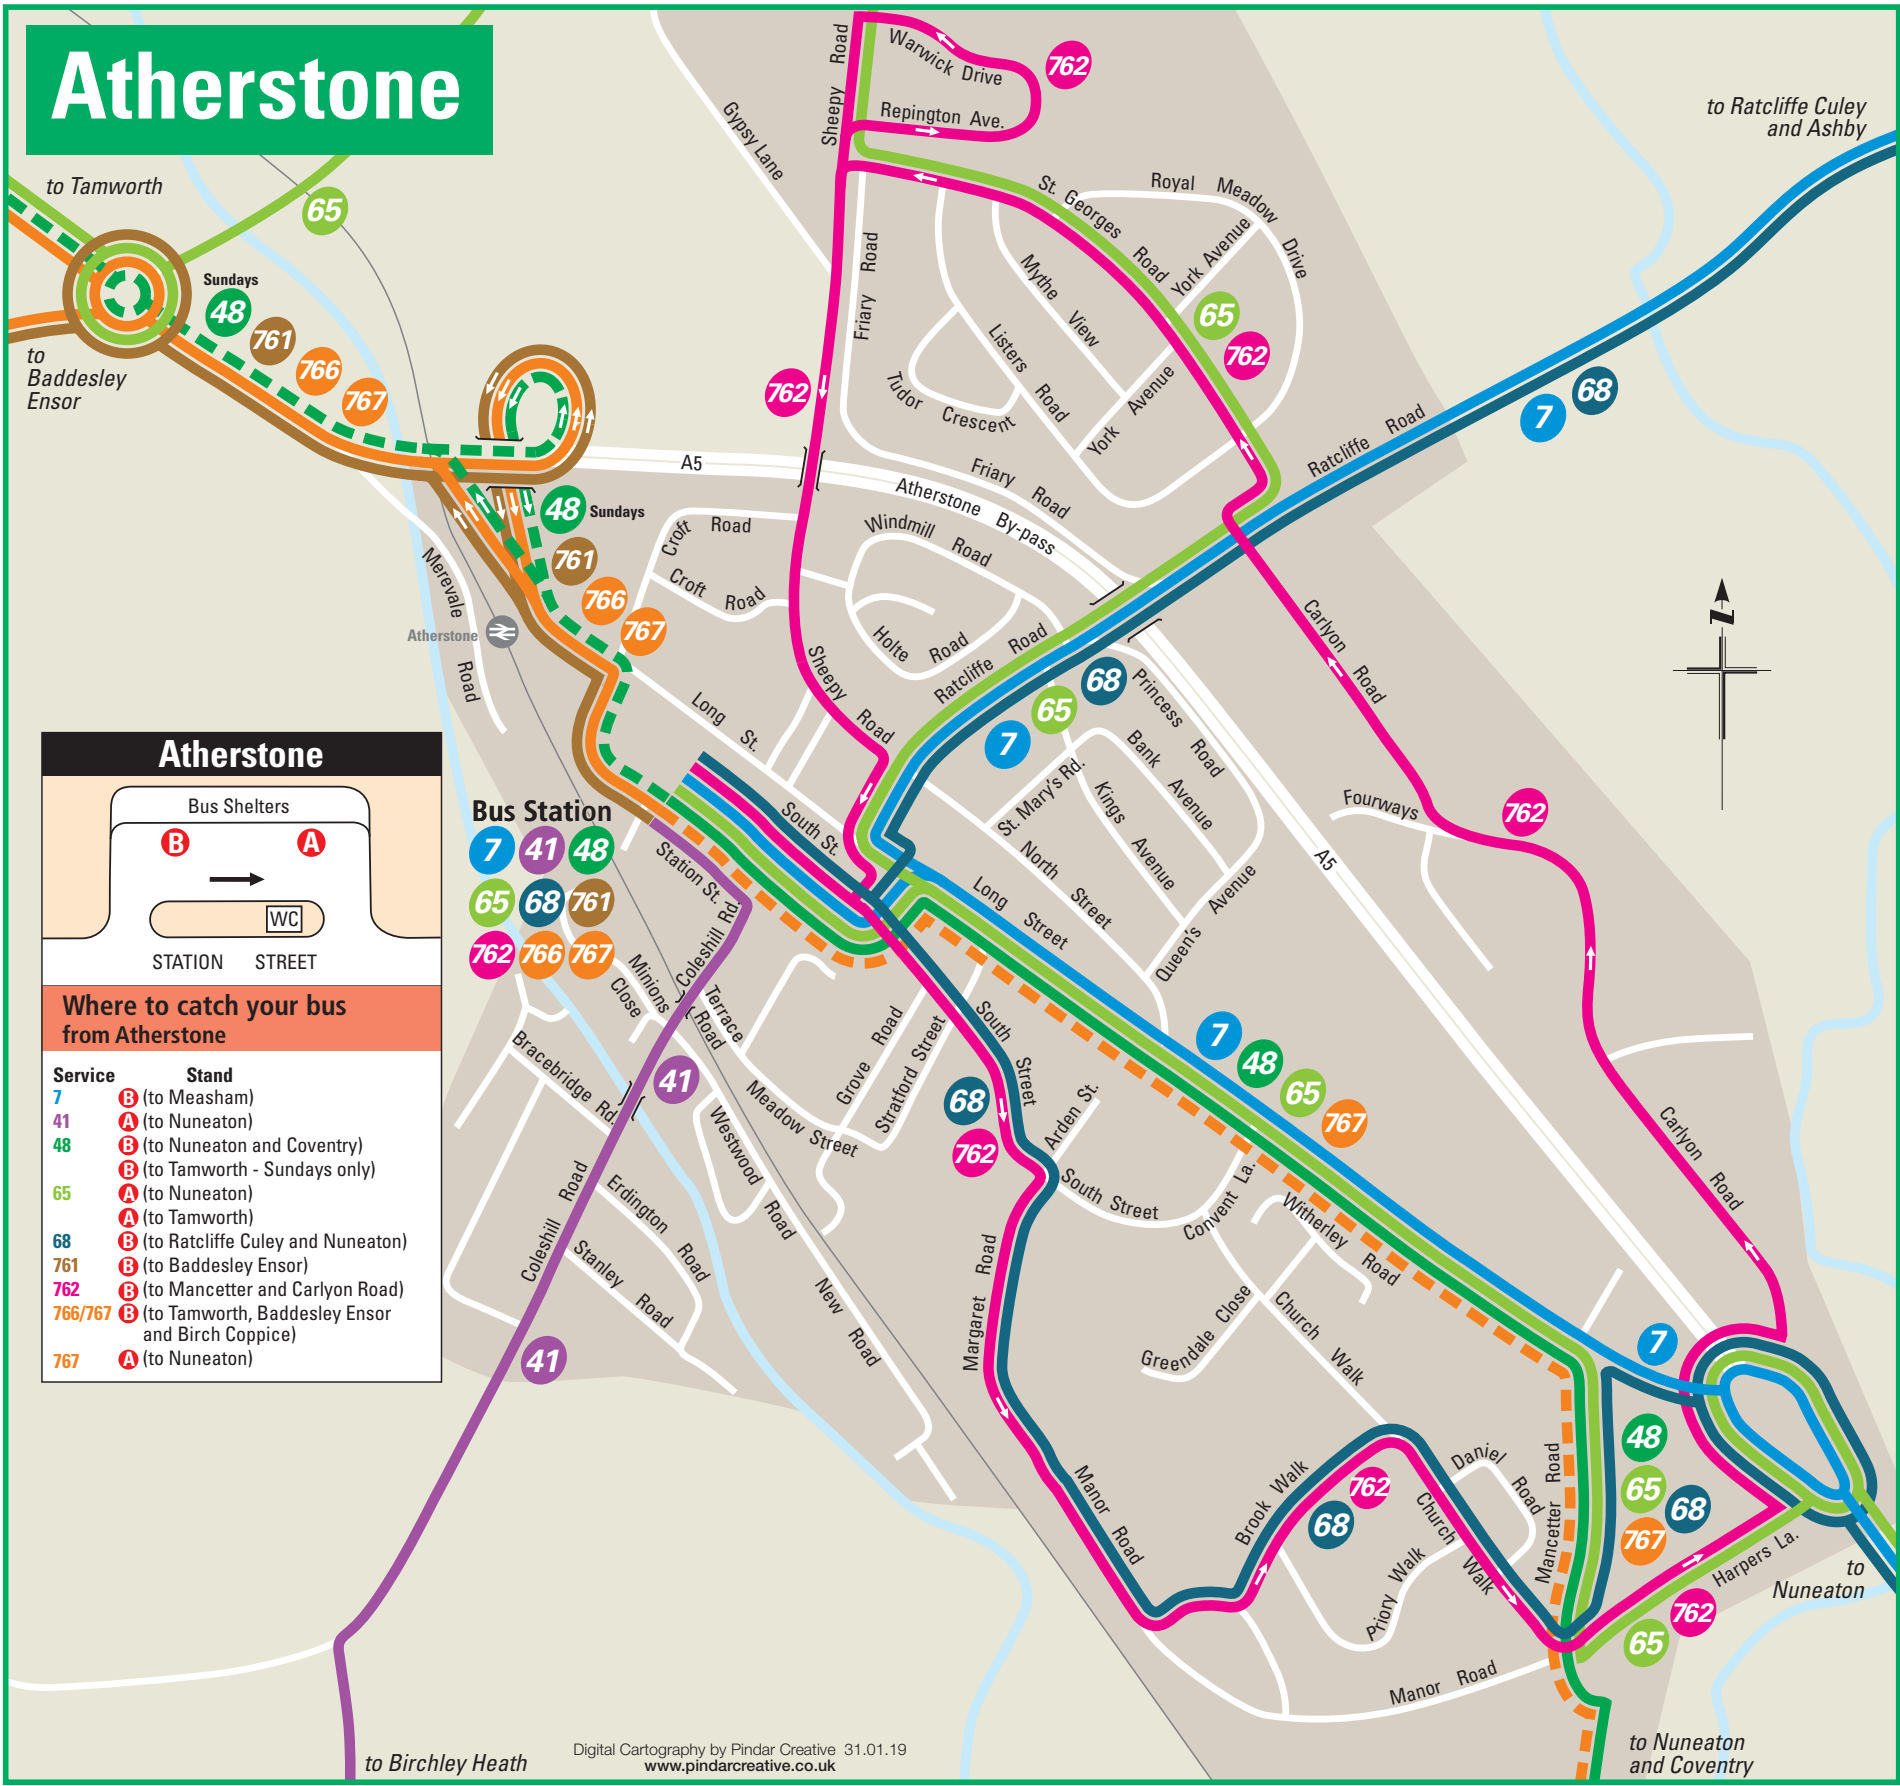 Atherstone
to Tamworth
65
Sundays
48
761
766
767
to
Baddesley
Ensor
Sheepy Road
Warwick Drive
762
Repington Ave.
Gypsy Lane
St. Georges Road
Royal Meadow Drive
York Avenue
65
762
to Ratcliffe Culey
and Ashby
Friary Road
Mythe View
Listers Road
Tudor Crescent
York Avenue
762
7
68
Ratcliffe Road
A5
Atherstone By-pass
Friary Road
48 Sundays
761
766
767
Merevale Road
Atherstone
Croft Road
Croft Road
Windmill Road
Holte Road
Ratcliffe Road
Sheepy Road
Long St.
7
65
68
Princess Road
Bank Avenue
St. Mary's Rd.
Kings Avenue
Queen's Avenue
North Street
Long Street
Carlyon Road
N
Fourways
762
A5
Carlyon Road
Bus Station
7 41 48
65 68 761
762 766 767
South St.
Station St.
Coleshill Rd.
Minions Close
Terrace Road
Bracebridge Rd.
41
Meadow Street
Grove Road
Stratford Street
South Street
68
762
Arden St.
South Street
Convent La.
Witherley Road
7
48
65
767
Westwood Road
Erdington Road
Stanley Road
Coleshill Road
41
New Road
Margaret Road
Greendale Close
Church Walk
Manor Road
Brook Walk
68
762
Church Walk
Daniel Road
Priory Walk
Mancetter Road
7
48
65
68
767
Harpers La.
762
65
Manor Road
to
Nuneaton
to Nuneaton
and Coventry
to Birchley Heath
Atherstone
Bus Shelters
B A
WC
STATION STREET
Where to catch your bus
from Atherstone
Service Stand
7 B (to Measham)
41 A (to Nuneaton)
48 B (to Nuneaton and Coventry)
B (to Tamworth - Sundays only)
65 A (to Nuneaton)
A (to Tamworth)
68 B (to Ratcliffe Culey and Nuneaton)
761 B (to Baddesley Ensor)
762 B (to Mancetter and Carlyon Road)
766/767 B (to Tamworth, Baddesley Ensor
and Birch Coppice)
767 A (to Nuneaton)
Digital Cartography by Pindar Creative 31.01.19
www.pindarcreative.co.uk